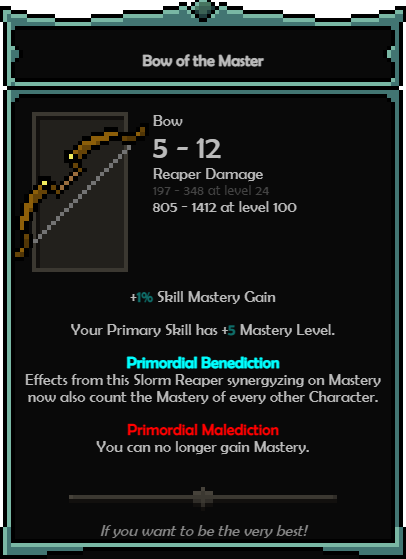 Bow of the Master
Bow
5 - 12
Reaper Damage
197 - 348 at level 24
805 - 1412 at level 100
+1% Skill Mastery Gain
Your Primary Skill has +5 Mastery Level.
Primordial Benediction
Effects from this Slorm Reaper synergyzing on Mastery
now also count the Mastery of every other Character.
Primordial Malediction
You can no longer gain Mastery.
If you want to be the very best!